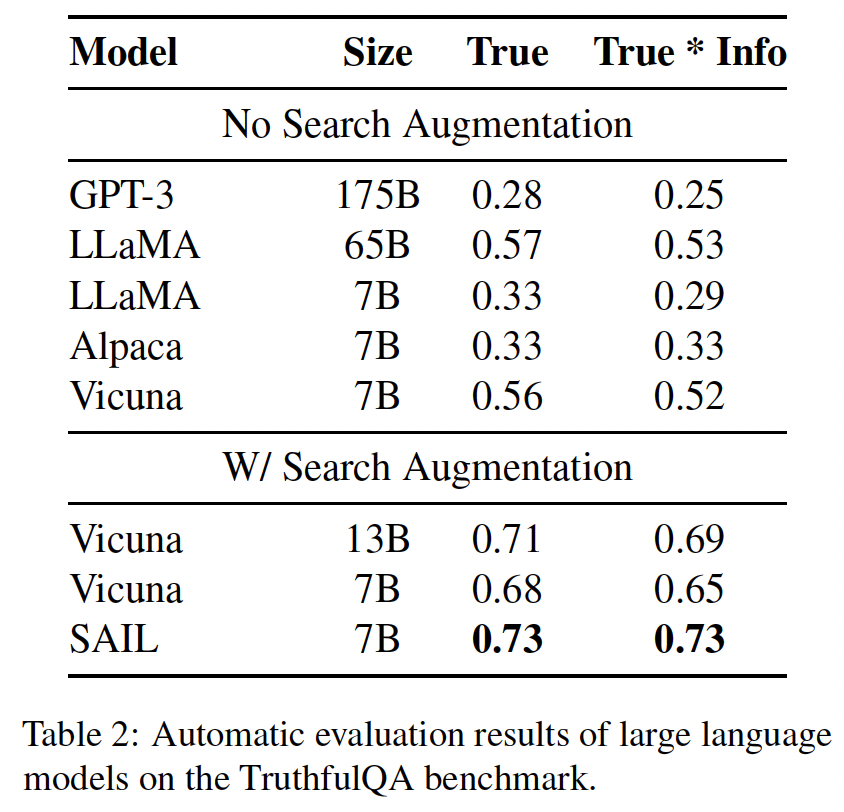 Model Size True True * Info
No Search Augmentation
GPT-3 175B 0.28 0.25
LLaMA 65B 0.57 0.53
LLaMA 7B 0.33 0.29
Alpaca 7B 0.33 0.33
Vicuna 7B 0.56 0.52
W/ Search Augmentation
Vicuna 13B 0.71 0.69
Vicuna 7B 0.68 0.65
SAIL 7B 0.73 0.73
Table 2: Automatic evaluation results of large language
models on the TruthfulQA benchmark.